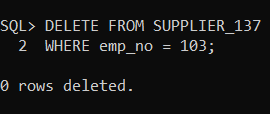 SQL> DELETE FROM SUPPLIER_137
2 WHERE emp_no = 103;
0 rows deleted.